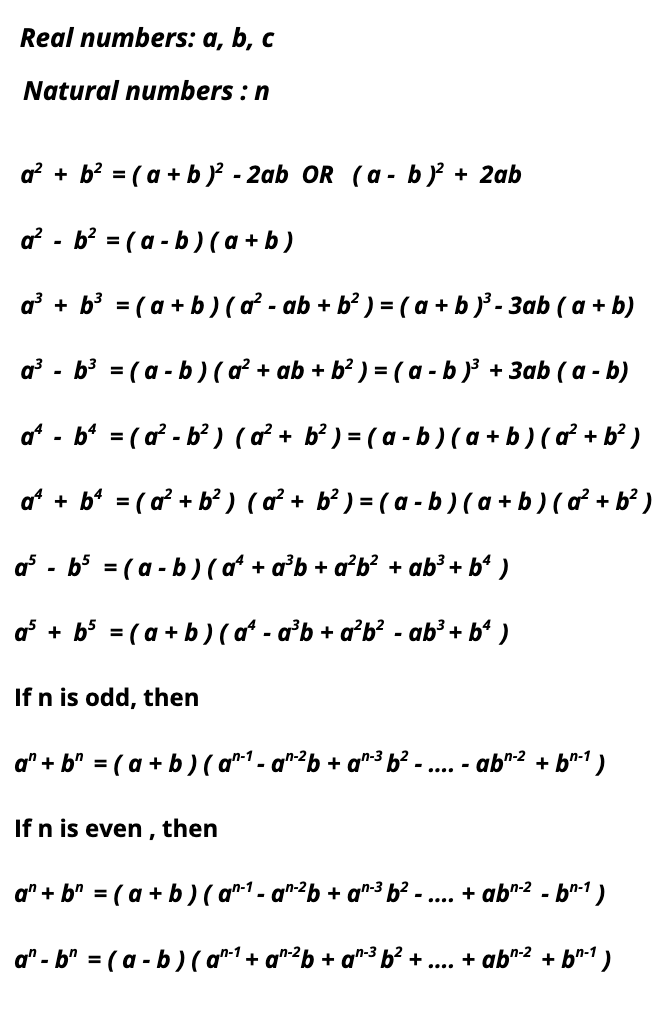 Real numbers: a, b, c
Natural numbers : n
a² + b² = ( a + b )² - 2ab OR ( a - b )² + 2ab
a² - b² = ( a - b ) ( a + b )
a³ + b³ = ( a + b ) ( a² - ab + b² ) = ( a + b )³ - 3ab ( a + b)
a³ - b³ = ( a - b ) ( a² + ab + b² ) = ( a - b )³ + 3ab ( a - b)
a⁴ - b⁴ = ( a² - b² ) ( a² + b² ) = ( a - b ) ( a + b ) ( a² + b² )
a⁴ + b⁴ = ( a² + b² ) ( a² + b² ) = ( a - b ) ( a + b ) ( a² + b² )
a⁵ - b⁵ = ( a - b ) ( a⁴ + a³b + a²b² + ab³ + b⁴ )
a⁵ + b⁵ = ( a + b ) ( a⁴ - a³b + a²b² - ab³ + b⁴ )
If n is odd, then
aⁿ + bⁿ = ( a + b ) ( aⁿ⁻¹ - aⁿ⁻²b + aⁿ⁻³ b² - .... - abⁿ⁻² + bⁿ⁻¹ )
If n is even , then
aⁿ + bⁿ = ( a + b ) ( aⁿ⁻¹ - aⁿ⁻²b + aⁿ⁻³ b² - .... + abⁿ⁻² - bⁿ⁻¹ )
aⁿ - bⁿ = ( a - b ) ( aⁿ⁻¹ + aⁿ⁻²b + aⁿ⁻³ b² + .... + abⁿ⁻² + bⁿ⁻¹ )